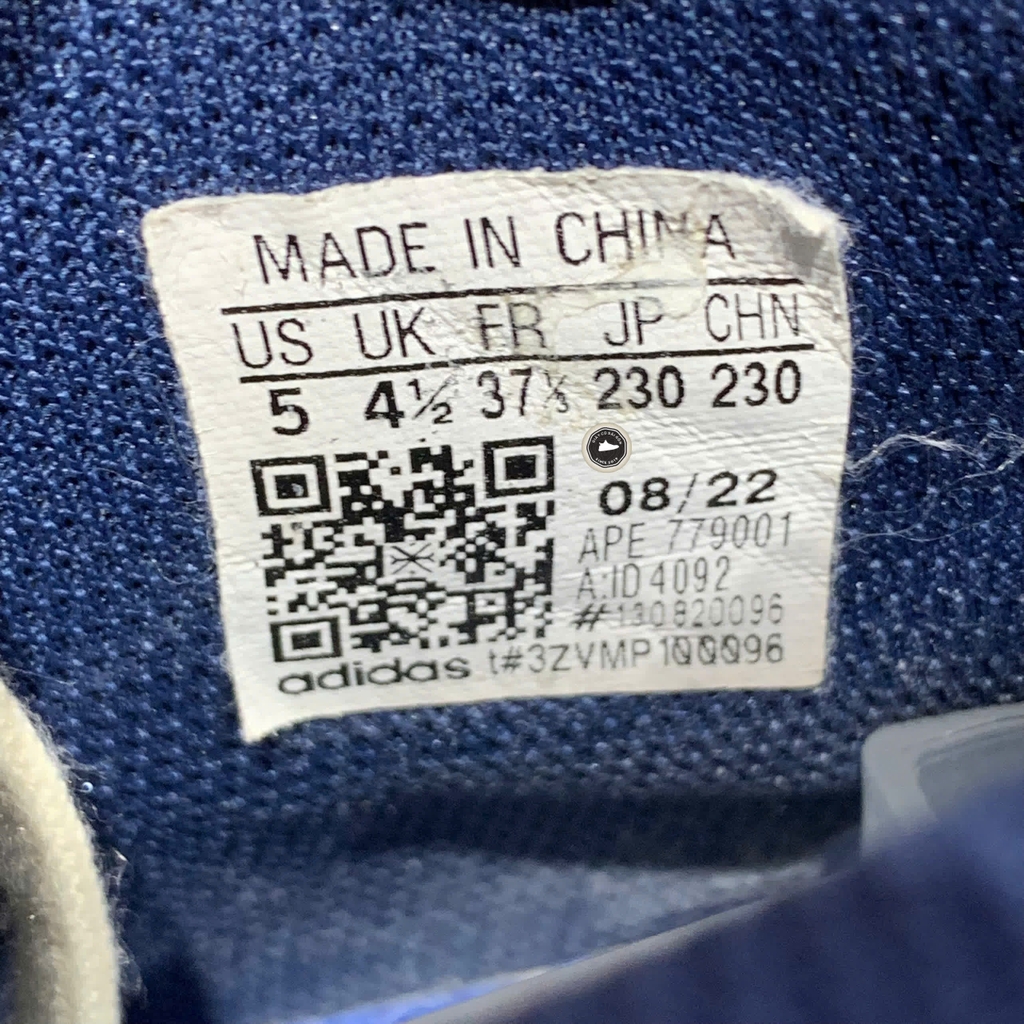 MADE IN CHINA
US UK FR JP CHN
5 4½ 37⅓ 230 230
08/22
APE 779001
A:ID4092
#130820096
adidas t#3ZVMP100096